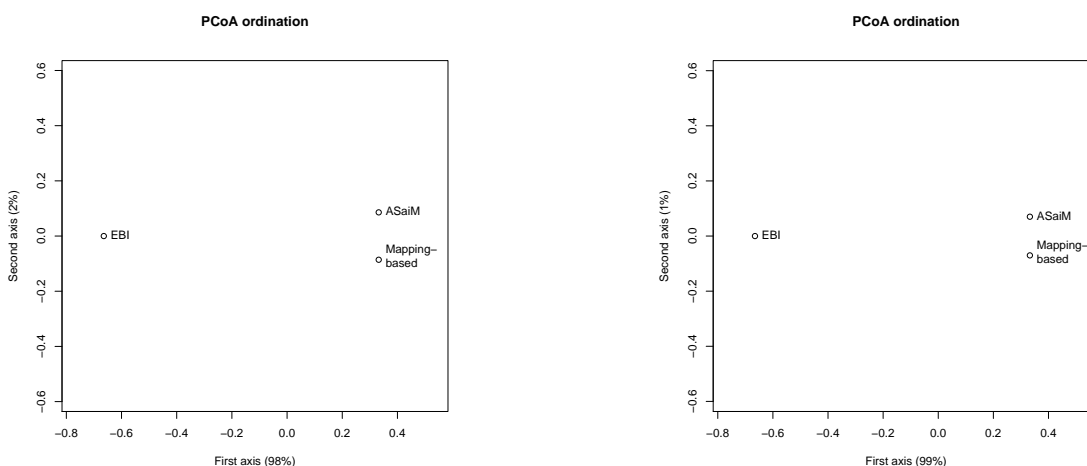 PCoA ordination
Second axis (2%)
0.6
0.4
0.2
0.0
−0.2
−0.4
−0.6
ASaiM
EBI
Mapping−
based
−0.8
−0.6
−0.4
−0.2
0.0
0.2
0.4
First axis (98%)
PCoA ordination
Second axis (1%)
0.6
0.4
0.2
0.0
−0.2
−0.4
−0.6
ASaiM
EBI
Mapping−
based
−0.8
−0.6
−0.4
−0.2
0.0
0.2
0.4
First axis (99%)